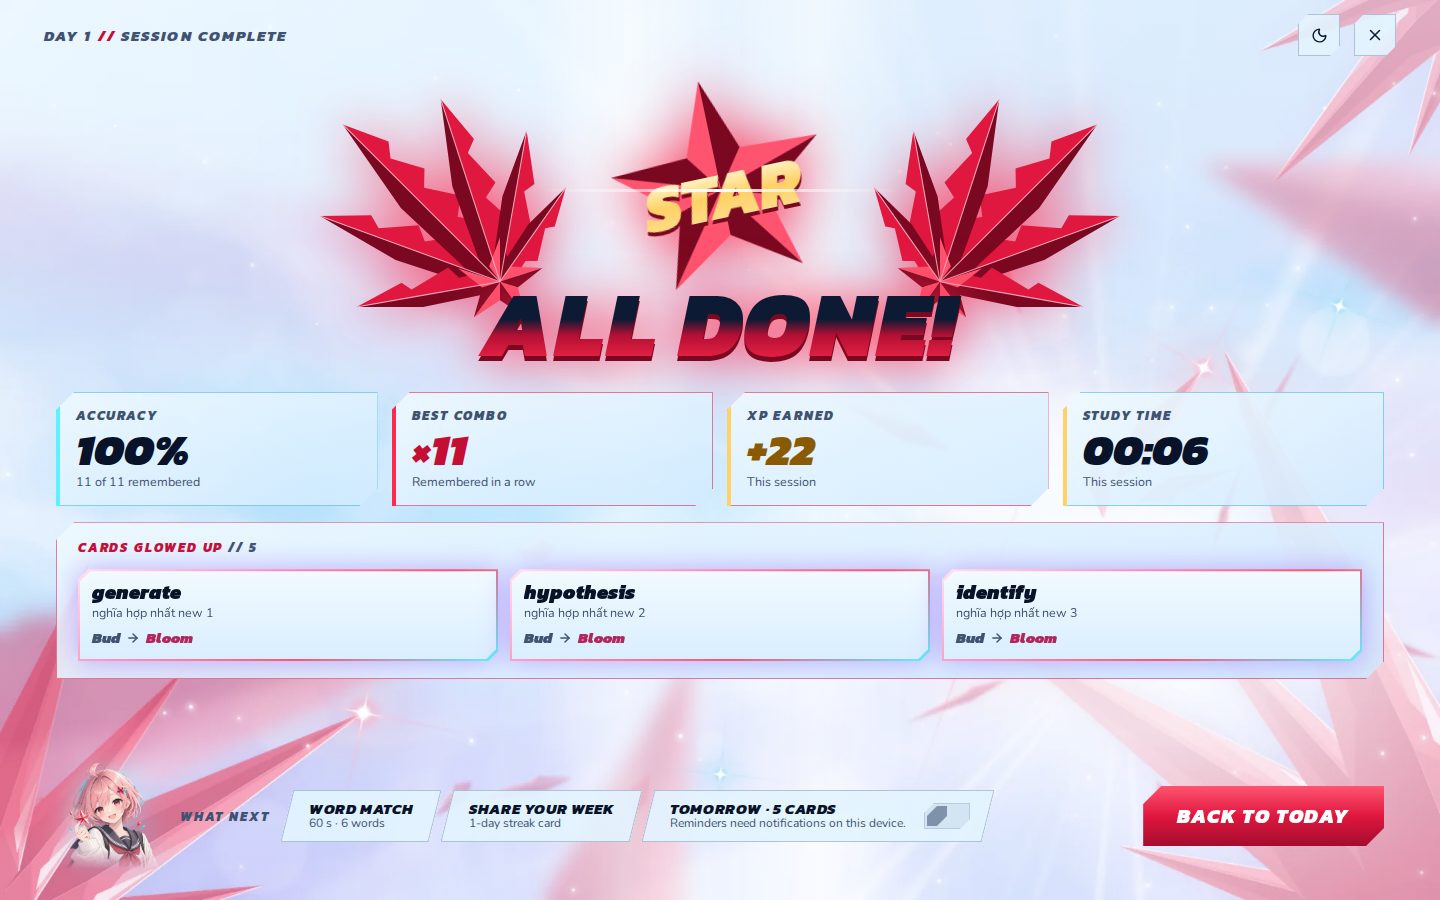 DAY 1 // SESSION COMPLETE
STAR
ALL DONE!
ACCURACY
100%
11 of 11 remembered
BEST COMBO
×11
Remembered in a row
XP EARNED
+22
This session
STUDY TIME
00:06
This session
CARDS GLOWED UP // 5
generate
nghĩa hợp nhất new 1
Bud → Bloom
hypothesis
nghĩa hợp nhất new 2
Bud → Bloom
identify
nghĩa hợp nhất new 3
Bud → Bloom
WHAT NEXT
WORD MATCH
60 s · 6 words
SHARE YOUR WEEK
1-day streak card
TOMORROW · 5 CARDS
Reminders need notifications on this device.
BACK TO TODAY